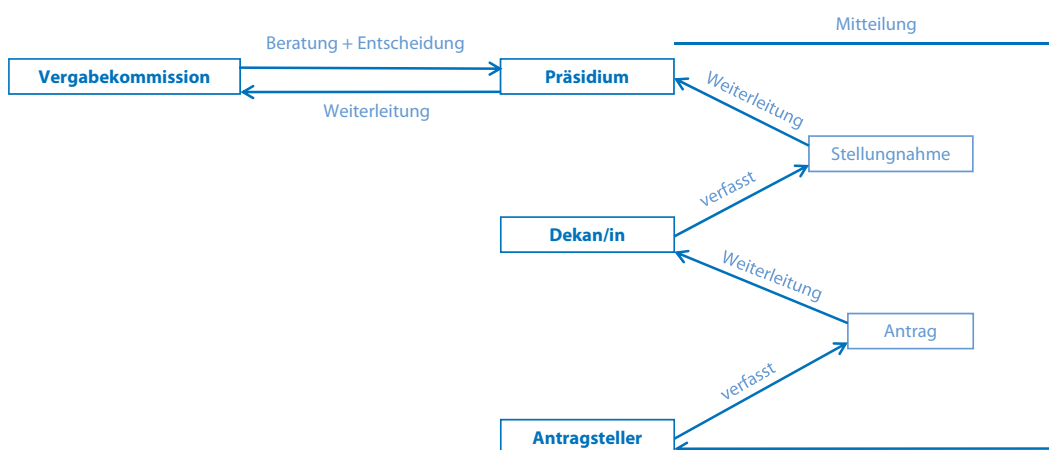 Mitteilung
Beratung + Entscheidung
Vergabekommission
Präsidium
Weiterleitung
Weiterleitung
Stellungnahme
verfasst
Dekan/in
Weiterleitung
Antrag
verfasst
Antragsteller